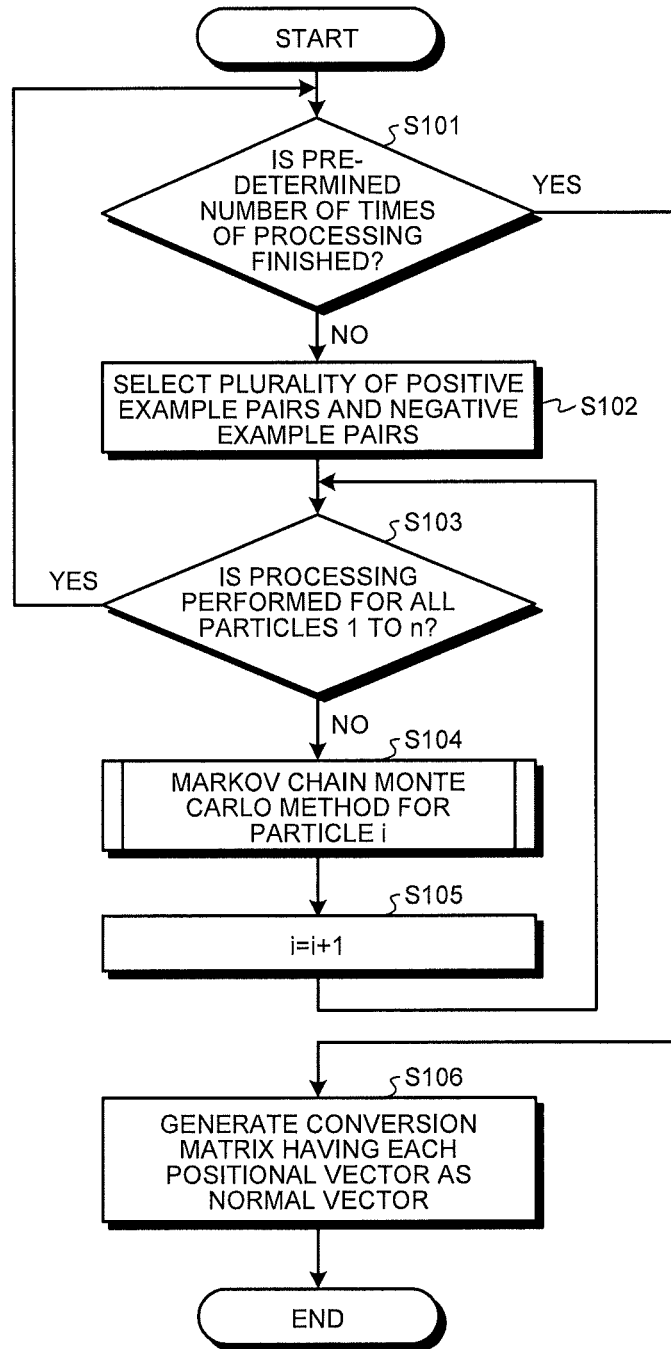 START
S101
IS PRE-
DETERMINED
NUMBER OF TIMES
OF PROCESSING
FINISHED?
YES
NO
SELECT PLURALITY OF POSITIVE
EXAMPLE PAIRS AND NEGATIVE
EXAMPLE PAIRS
S102
S103
YES
IS PROCESSING
PERFORMED FOR ALL
PARTICLES 1 TO n?
NO
S104
MARKOV CHAIN MONTE
CARLO METHOD FOR
PARTICLE i
S105
i=i+1
S106
GENERATE CONVERSION
MATRIX HAVING EACH
POSITIONAL VECTOR AS
NORMAL VECTOR
END